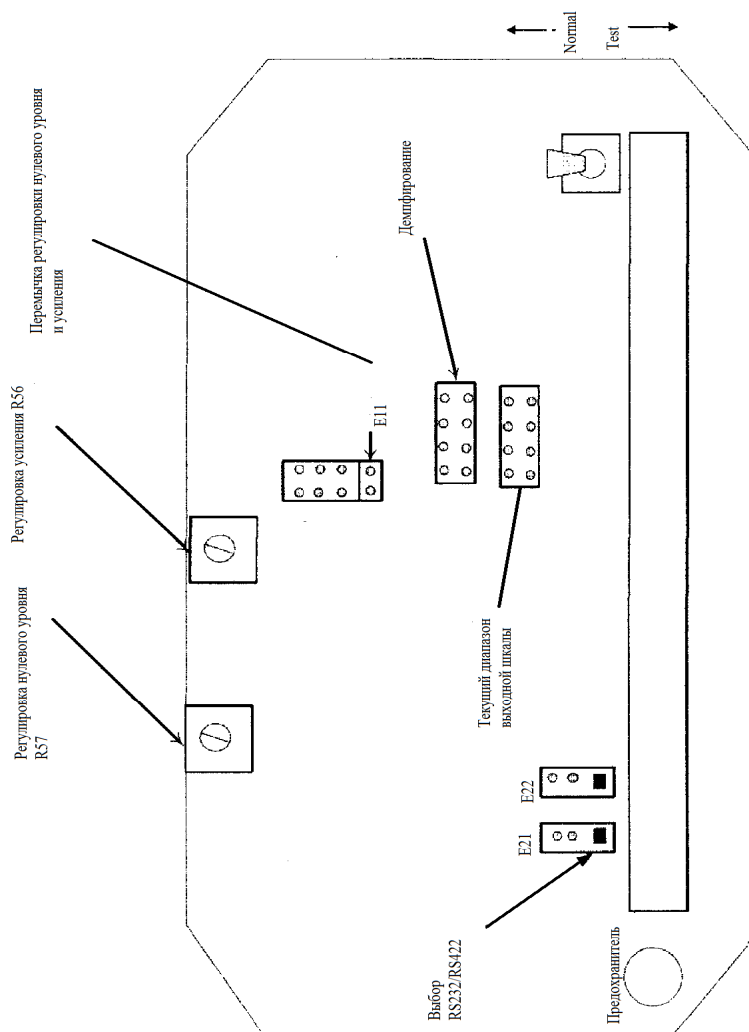 Регулировка нулевого уровня
R57
Регулировка усиления R56
Перемычка регулировки нулевого уровня
и усиления
E11
Демпфирование
Текущий диапазон
выходной шкалы
E21
E22
Выбор
RS232/RS422
Предохранитель
Normal
Test